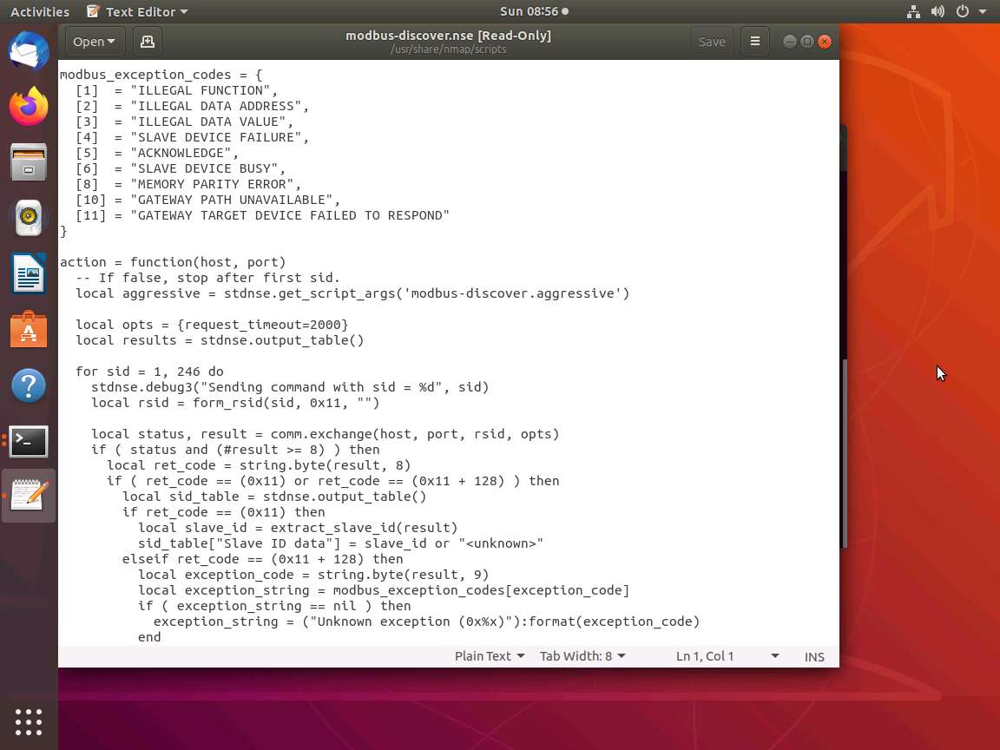 Activities
Text Editor
Sun 08:56
Open
modbus-discover.nse [Read-Only]
/usr/share/nmap/scripts
Save
modbus_exception_codes = {
  [1]  = "ILLEGAL FUNCTION",
  [2]  = "ILLEGAL DATA ADDRESS",
  [3]  = "ILLEGAL DATA VALUE",
  [4]  = "SLAVE DEVICE FAILURE",
  [5]  = "ACKNOWLEDGE",
  [6]  = "SLAVE DEVICE BUSY",
  [8]  = "MEMORY PARITY ERROR",
  [10] = "GATEWAY PATH UNAVAILABLE",
  [11] = "GATEWAY TARGET DEVICE FAILED TO RESPOND"
}
action = function(host, port)
  -- If false, stop after first sid.
  local aggressive = stdnse.get_script_args('modbus-discover.aggressive')
  local opts = {request_timeout=2000}
  local results = stdnse.output_table()
  for sid = 1, 246 do
    stdnse.debug3("Sending command with sid = %d", sid)
    local rsid = form_rsid(sid, 0x11, "")
    local status, result = comm.exchange(host, port, rsid, opts)
    if ( status and (#result >= 8) ) then
      local ret_code = string.byte(result, 8)
      if ( ret_code == (0x11) or ret_code == (0x11 + 128) ) then
        local sid_table = stdnse.output_table()
        if ret_code == (0x11) then
          local slave_id = extract_slave_id(result)
          sid_table["Slave ID data"] = slave_id or "<unknown>"
        elseif ret_code == (0x11 + 128) then
          local exception_code = string.byte(result, 9)
          local exception_string = modbus_exception_codes[exception_code]
          if ( exception_string == nil ) then
            exception_string = ("Unknown exception (0x%x)"):format(exception_code)
          end
Plain Text
Tab Width: 8
Ln 1, Col 1
INS